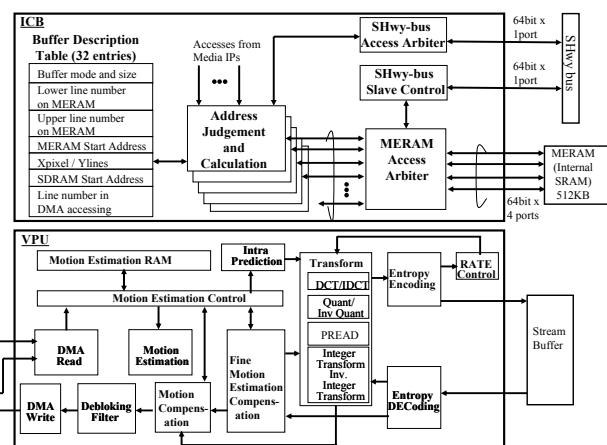 ICB
Buffer Description
Table (32 entries)
Buffer mode and size
Lower line number
on MERAM
Upper line number
on MERAM
MERAM Start Address
Xpixel / Ylines
SDRAM Start Address
Line number in
DMA accessing
Accesses from
Media IPs
•••
Address
Judgement
and
Calculation
SHwy-bus
Access Arbiter
SHwy-bus
Slave Control
MERAM
Access
Arbiter
64bit x
1port
64bit x
1port
SHwy bus
MERAM
(Internal
SRAM)
512KB
64bit x
4 ports
VPU
Motion Estimation RAM
Motion Estimation Control
Intra
Prediction
Transform
DCT/IDCT
Quant/
Inv Quant
PREAD
Integer
Transform
Inv.
Integer
Transform
Entropy
Encoding
RATE
Control
Stream
Buffer
DMA
Read
Motion
Estimation
Fine
Motion
Estimation
Compens-
ation
DMA
Write
Debloking
Filter
Motion
Compens-
ation
Entropy
DECoding